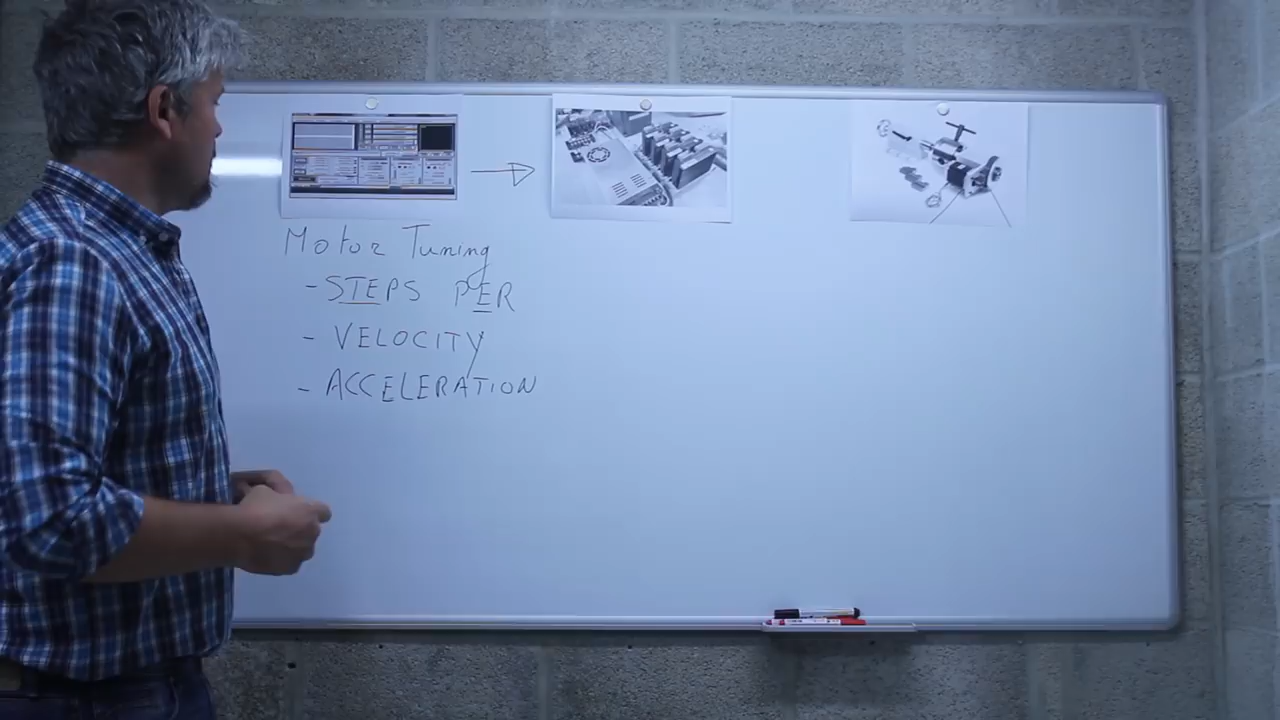 Motor Tuning
- STEPS PER
- VELOCITY
- ACCELERATION